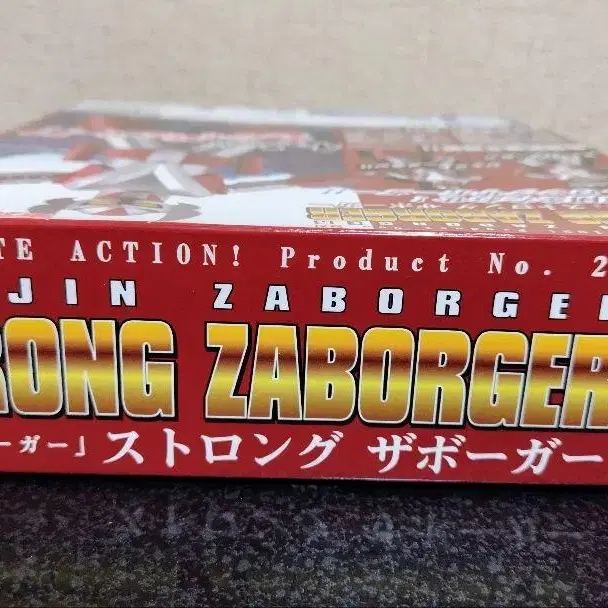 TE ACTION! Product No. 2
JIN ZABORGER
RONG ZABORGER
ーガー」ストロング ザボーガー